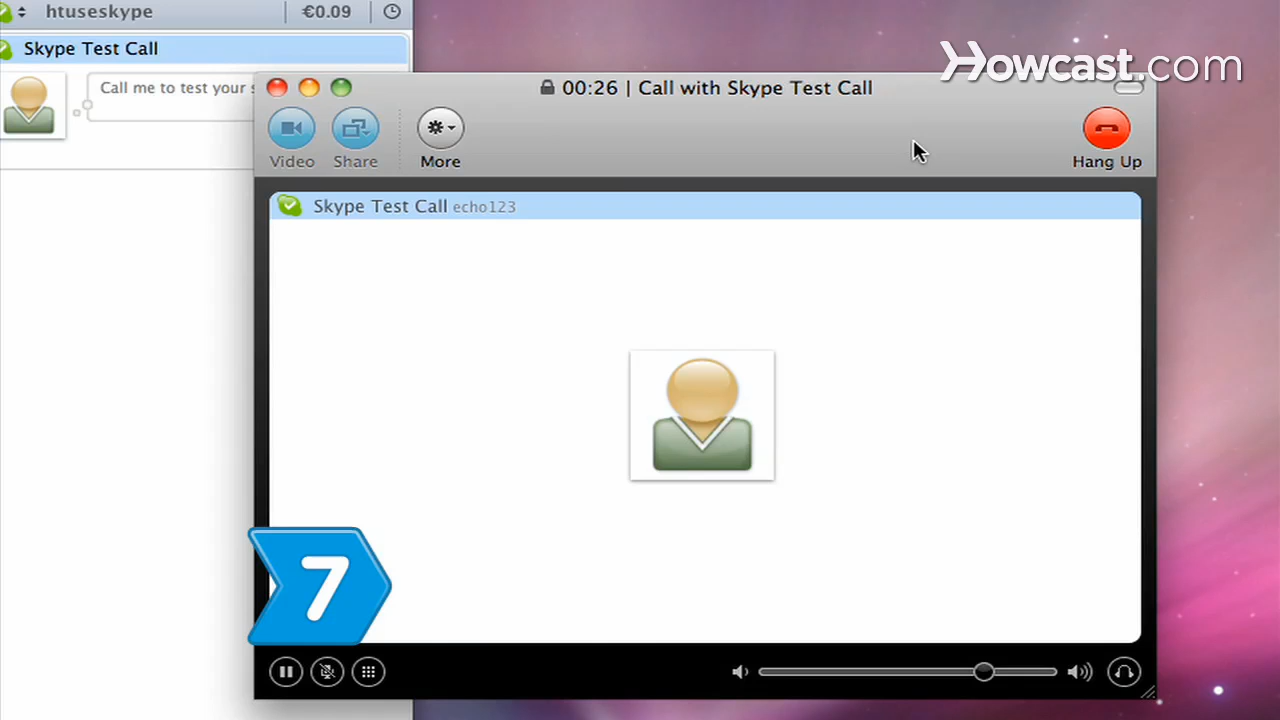 htuseskype
€0.09
Howcast.com
Skype Test Call
Call me to test your
00:26 | Call with Skype Test Call
Video
Share
More
Hang Up
Skype Test Call echo123
7